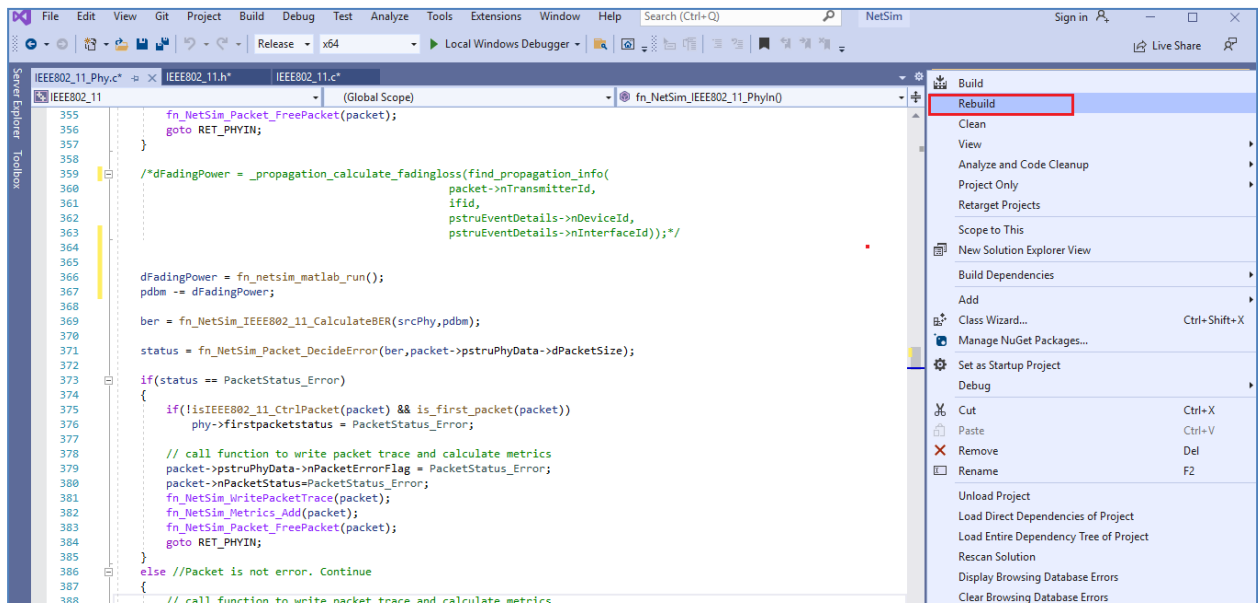 File Edit View Git Project Build Debug Test Analyze Tools Extensions Window Help Search (Ctrl+Q) NetSim Sign in
Release x64 Local Windows Debugger Live Share
Server Explorer
Toolbox
IEEE802_11_Phy.c* IEEE802_11.h* IEEE802_11.c*
IEEE802_11 (Global Scope) fn_NetSim_IEEE802_11_PhyIn()
355 fn_NetSim_Packet_FreePacket(packet);
356 goto RET_PHYIN;
357 }
358
359 /*dFadingPower = _propagation_calculate_fadingloss(find_propagation_info(
360 packet->nTransmitterId,
361 ifid,
362 pstruEventDetails->nDeviceId,
363 pstruEventDetails->nInterfaceId));*/
364
365
366 dFadingPower = fn_netsim_matlab_run();
367 pdbm -= dFadingPower;
368
369 ber = fn_NetSim_IEEE802_11_CalculateBER(srcPhy,pdbm);
370
371 status = fn_NetSim_Packet_DecideError(ber,packet->pstruPhyData->dPacketSize);
372
373 if(status == PacketStatus_Error)
374 {
375 if(!isIEEE802_11_CtrlPacket(packet) && is_first_packet(packet))
376 phy->firstpacketstatus = PacketStatus_Error;
377
378 // call function to write packet trace and calculate metrics
379 packet->pstruPhyData->nPacketErrorFlag = PacketStatus_Error;
380 packet->nPacketStatus=PacketStatus_Error;
381 fn_NetSim_WritePacketTrace(packet);
382 fn_NetSim_Metrics_Add(packet);
383 fn_NetSim_Packet_FreePacket(packet);
384 goto RET_PHYIN;
385 }
386 else //Packet is not error. Continue
387 {
388 // call function to write packet trace and calculate metrics
Build
Rebuild
Clean
View
Analyze and Code Cleanup
Project Only
Retarget Projects
Scope to This
New Solution Explorer View
Build Dependencies
Add
Class Wizard... Ctrl+Shift+X
Manage NuGet Packages...
Set as Startup Project
Debug
Cut Ctrl+X
Paste Ctrl+V
Remove Del
Rename F2
Unload Project
Load Direct Dependencies of Project
Load Entire Dependency Tree of Project
Rescan Solution
Display Browsing Database Errors
Clear Browsing Database Errors